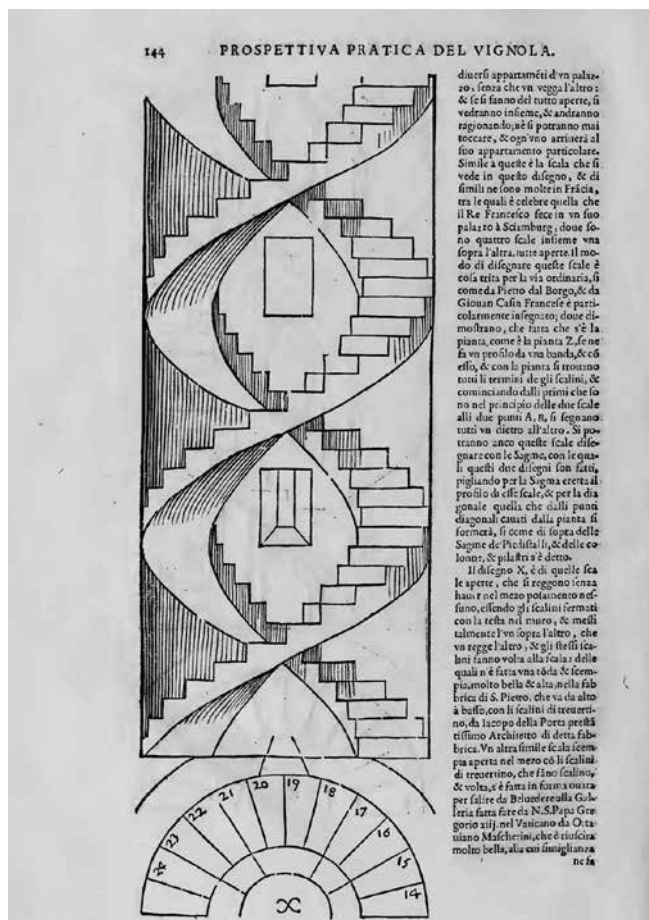 144 PROSPETTIVA PRATICA DEL VIGNOLA.
diuersi appartamẽti d'vn palaz-
zo, senza che vn vegga l'altro:
& se si fanno del tutto aperte, si
vedranno insieme, & andranno
ragionando; nè si potranno mai
toccare, & ogn'vno arriuerà al
suo appartamento particolare.
Simile à queste è la scala che si
vede in questo disegno, & di
simili ne sono molte in Frãcia,
tra le quali è celebre quella che
il Re Francesco fece in vn suo
palazzo à Sciamburg, doue so-
no quattro scale insieme vna
sopra l'altra, tutte aperte. Il mo-
do di disegnare queste scale è
cosa trita per la via ordinaria, si
come da Pietro dal Borgo, & da
Giouan Casin Francese è parti-
colarmente insegnato; doue di-
mostrano, che fatta che s'è la
pianta, come è la pianta Z, se ne
fa vn profilo da vna banda, & cõ
esso, & con la pianta si trouano
tutti li termini de gli scalini, &
cominciando dalli primi che so
no nel principio delle due scale
alli due punti A, B, si segnano
tutti vn dietro all'altro. Si po-
tranno anco queste scale dise-
gnare con le Sagme, con le qua-
li questi due disegni son fatti,
pigliando per la Sagma eretta il
profilo di esse scale, & per la dia
gonale quella che dalli punti
diagonali cauati dalla pianta si
formerà, si come di sopra delle
Sagme de' Piedistalli, & delle co
lonne, & pilastri s'è detto.
Il disegno X, è di quelle sca
le aperte, che si reggono senza
hauer nel mezo posamento nes-
suno, essendo gli scalini fermati
con la testa nel muro, & messi
talmente l'vn sopra l'altro, che
vn regge l'altro, & gli stessi sca-
lini fanno volta alla scala: delle
quali n'è fatta vna tõda & scem-
pia, molto bella & alta, nella fab
brica di S. Pietro, che va da alto
à basso, con li scalini di treuerti-
no, da Iacopo della Porta prestã
tissimo Architetto di detta fab-
brica. Vn altra simile scala scem
pia aperta nel mezo cõ li scalini
di treuertino, che fãno scalino,
& volta, s'è fatta in forma ouata
per salire da Beluedere alla Gal-
leria fatta fare da N.S. Papa Gre
gorio xiij. nel Vaticano da Otta
uiano Mascherini, che è riuscita
molto bella, alla cui simiglianza
ne fa
24 23 22 21 20 19 18 17 16 15 14
X